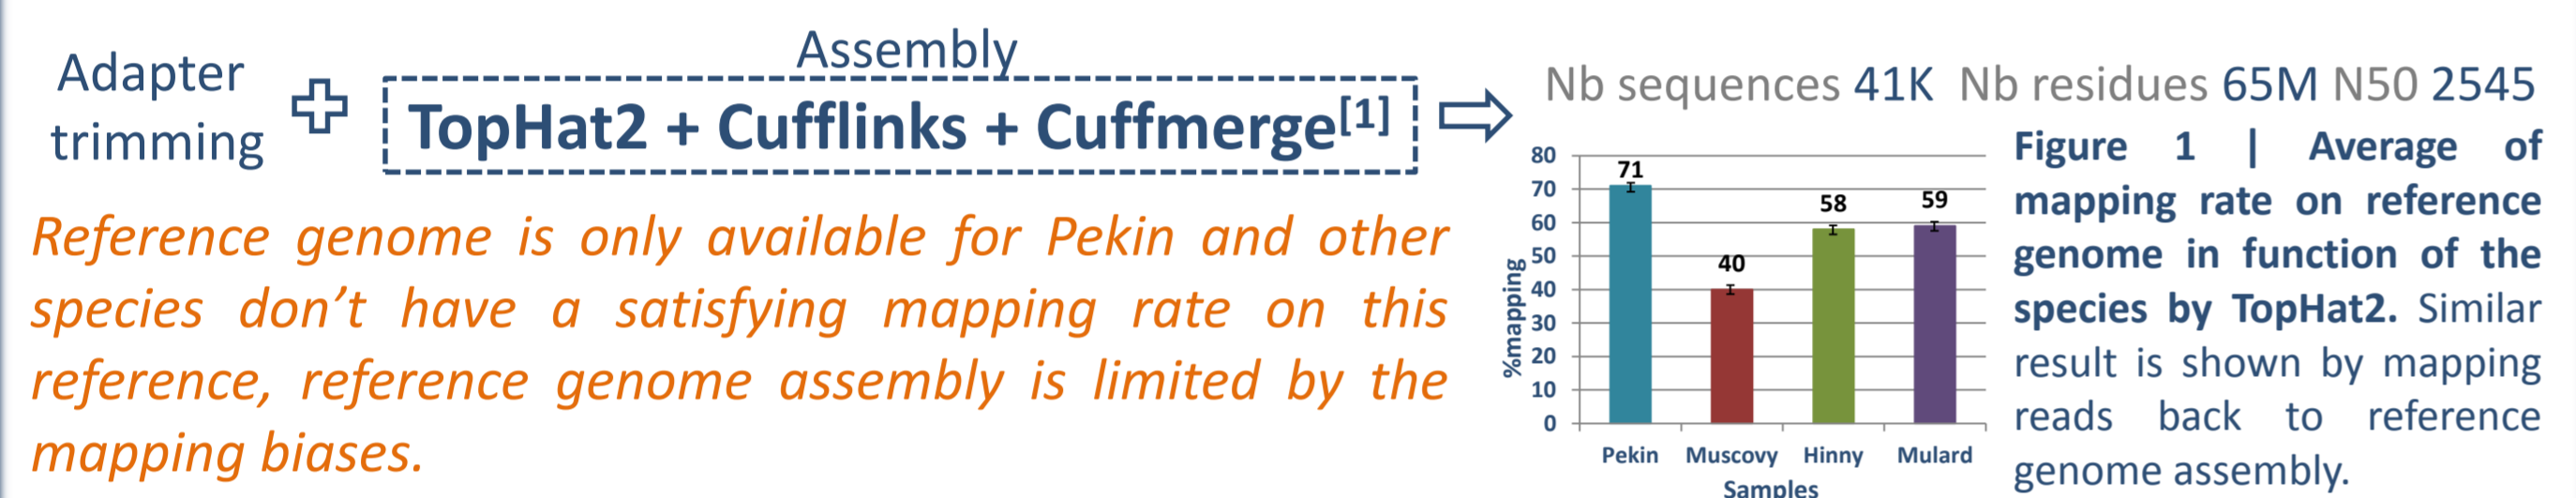 Adapter
trimming
Assembly
TopHat2 + Cufflinks + Cuffmerge[1]
Reference genome is only available for Pekin and other
species don't have a satisfying mapping rate on this
reference, reference genome assembly is limited by the
mapping biases.
Nb sequences 41K Nb residues 65M N50 2545
%mapping
80
70
60
50
40
30
20
10
0
71
40
58
59
Pekin Muscovy Hinny Mulard
Samples
Figure 1 | Average of
mapping rate on reference
genome in function of the
species by TopHat2. Similar
result is shown by mapping
reads back to reference
genome assembly.